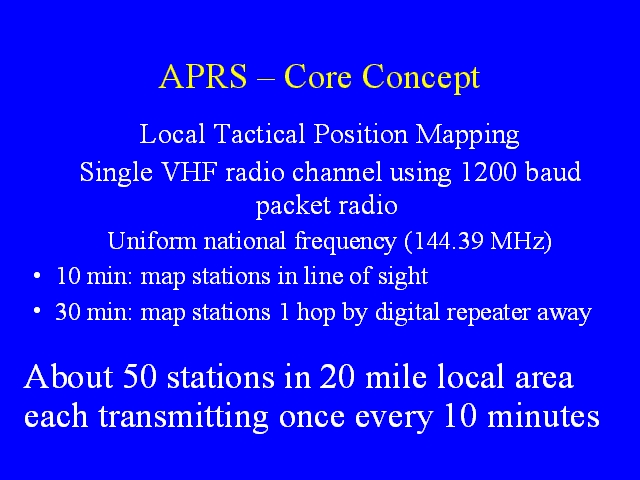 APRS – Core Concept
Local Tactical Position Mapping
Single VHF radio channel using 1200 baud
packet radio
Uniform national frequency (144.39 MHz)
• 10 min: map stations in line of sight
• 30 min: map stations 1 hop by digital repeater away
About 50 stations in 20 mile local area
each transmitting once every 10 minutes